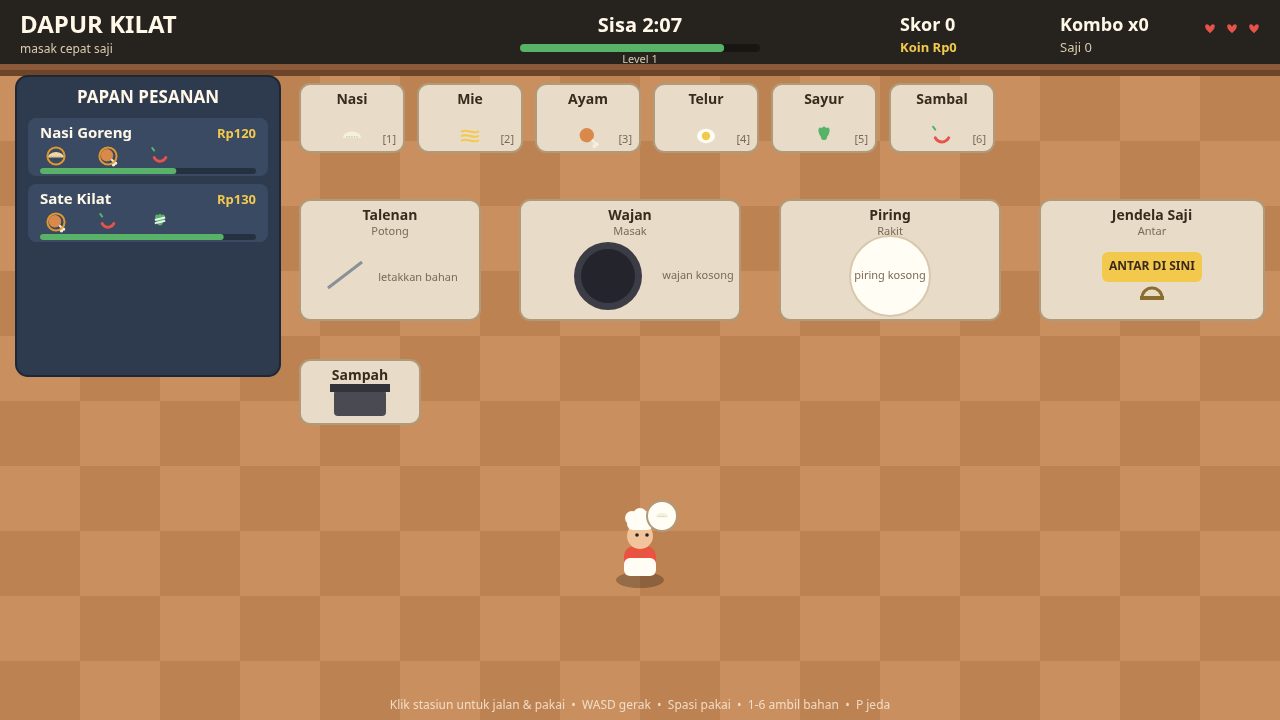 DAPUR KILAT
masak cepat saji
Sisa 2:07
Level 1
Skor 0
Koin Rp0
Kombo x0
Saji 0
PAPAN PESANAN
Nasi Goreng Rp120
Sate Kilat Rp130
Nasi [1]
Mie [2]
Ayam [3]
Telur [4]
Sayur [5]
Sambal [6]
Talenan
Potong
letakkan bahan
Wajan
Masak
wajan kosong
Piring
Rakit
piring kosong
Jendela Saji
Antar
ANTAR DI SINI
Sampah
Klik stasiun untuk jalan & pakai • WASD gerak • Spasi pakai • 1-6 ambil bahan • P jeda